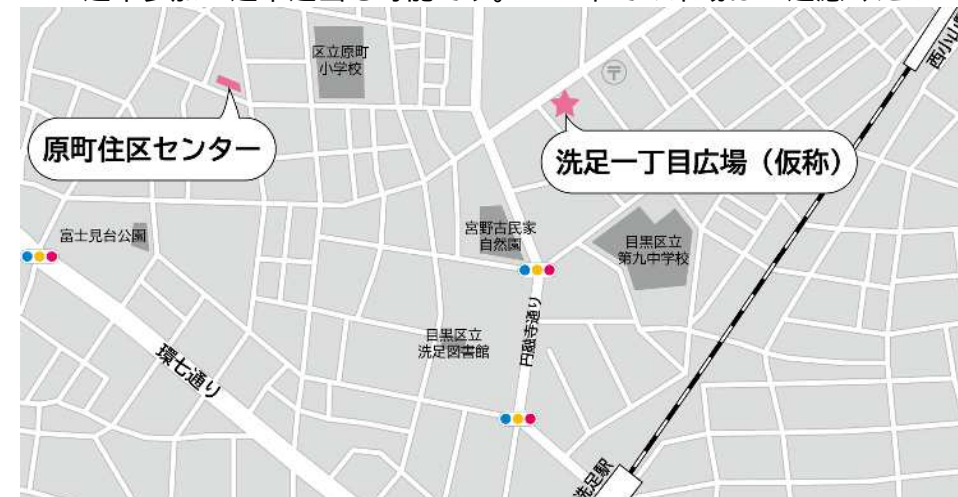 区立原町
小学校
原町住区センター
〒
洗足一丁目広場（仮称）
西小山
富士見台公園
宮野古民家
自然園
目黒区立
第九中学校
目黒区立
洗足図書館
円融寺通り
環七通り
洗足駅